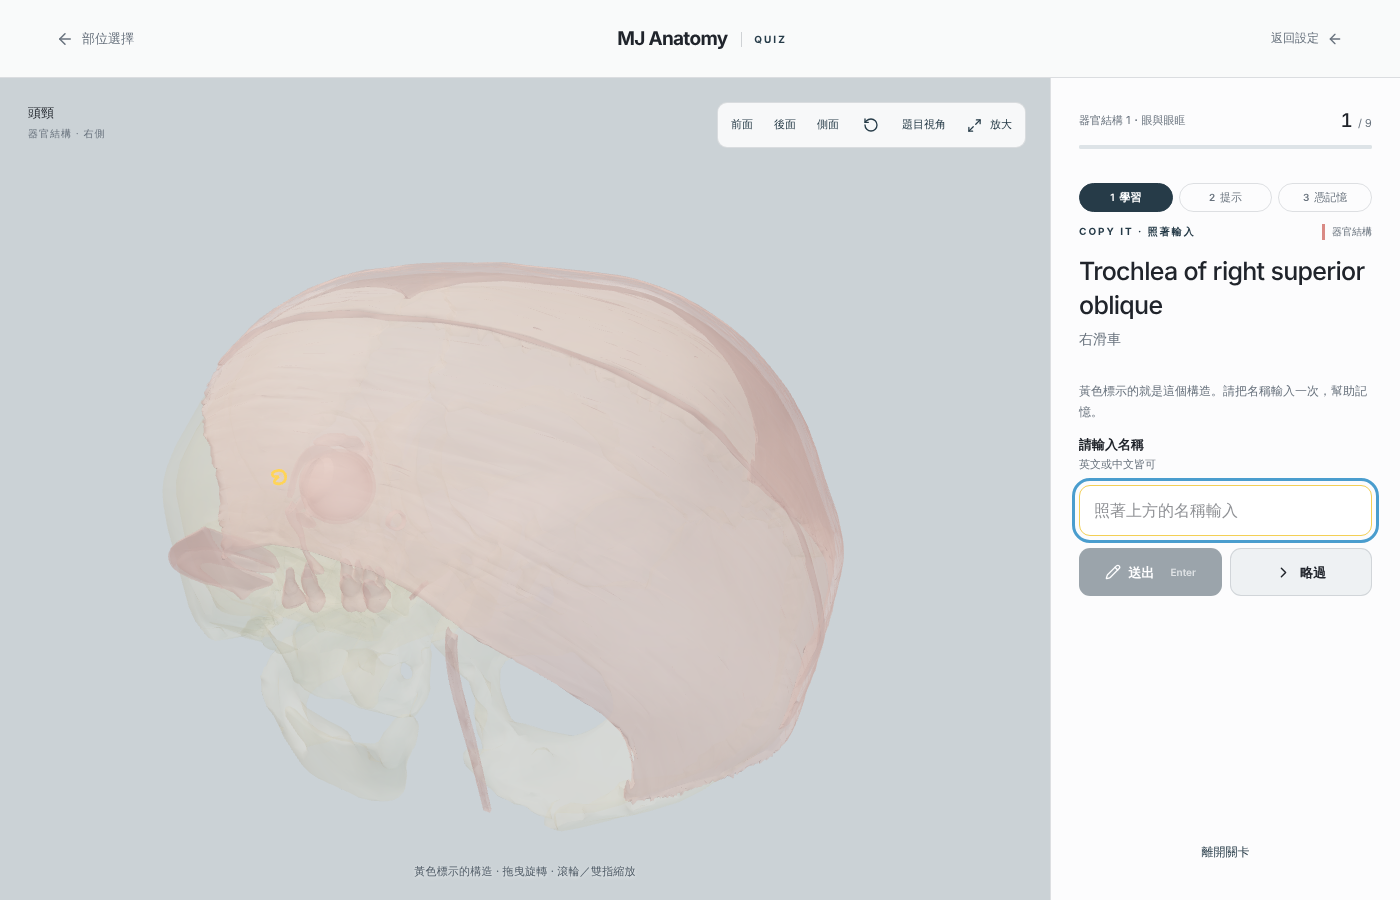 部位選擇
MJ Anatomy
QUIZ
返回設定
頭頸
器官結構 · 右側
前面
後面
側面
題目視角
放大
器官結構 1 · 眼與眼眶
1 / 9
1 學習
2 提示
3 憑記憶
COPY IT · 照著輸入
器官結構
Trochlea of right superior
oblique
右滑車
黃色標示的就是這個構造。請把名稱輸入一次，幫助記
憶。
請輸入名稱
英文或中文皆可
照著上方的名稱輸入
送出 Enter
略過
黃色標示的構造 · 拖曳旋轉 · 滾輪／雙指縮放
離開關卡